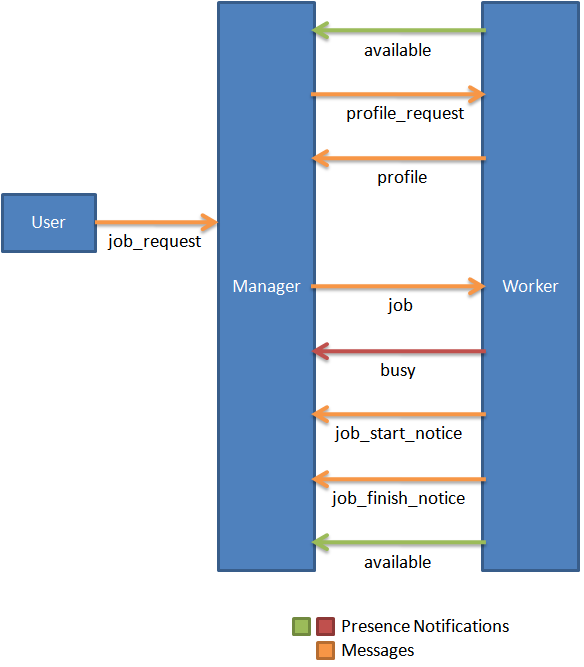 available
profile_request
profile
User
job_request
Manager
Worker
job
busy
job_start_notice
job_finish_notice
available
Presence Notifications
Messages